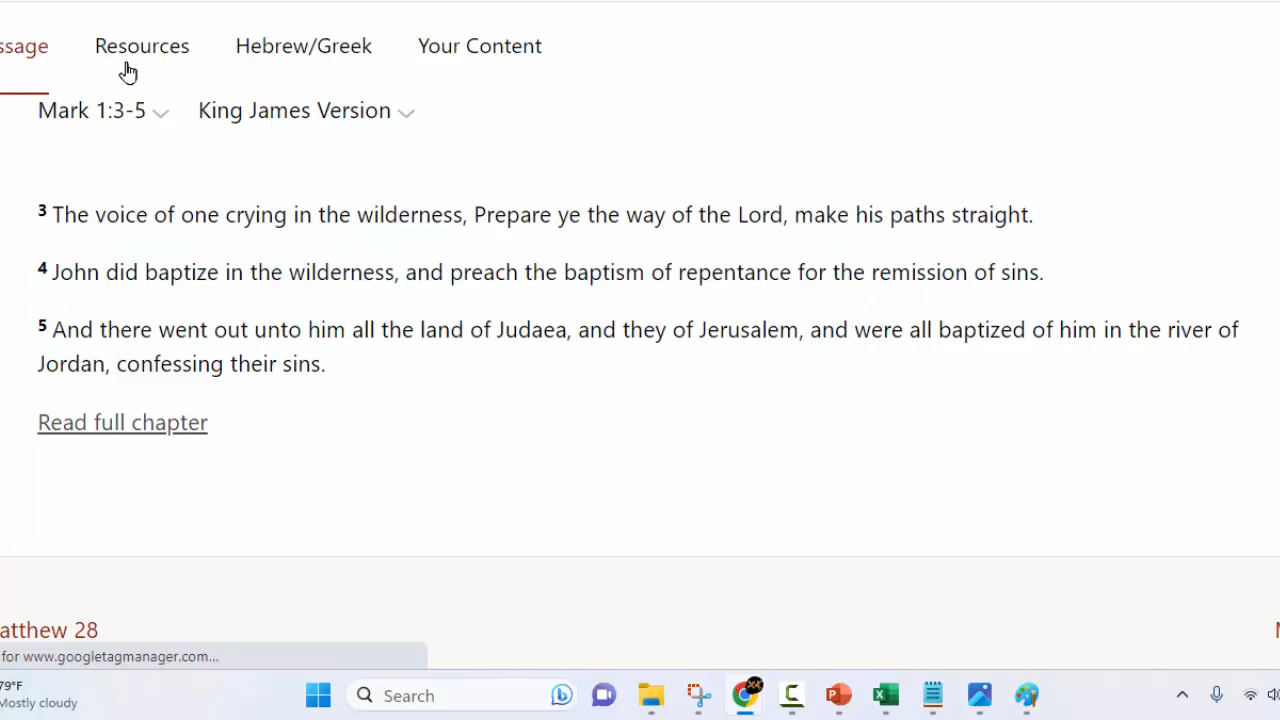 ssage Resources Hebrew/Greek Your Content
Mark 1:3-5 King James Version
3 The voice of one crying in the wilderness, Prepare ye the way of the Lord, make his paths straight.
4 John did baptize in the wilderness, and preach the baptism of repentance for the remission of sins.
5 And there went out unto him all the land of Judaea, and they of Jerusalem, and were all baptized of him in the river of
Jordan, confessing their sins.
Read full chapter
atthew 28
for www.googletagmanager.com...
79°F
Mostly cloudy
Search